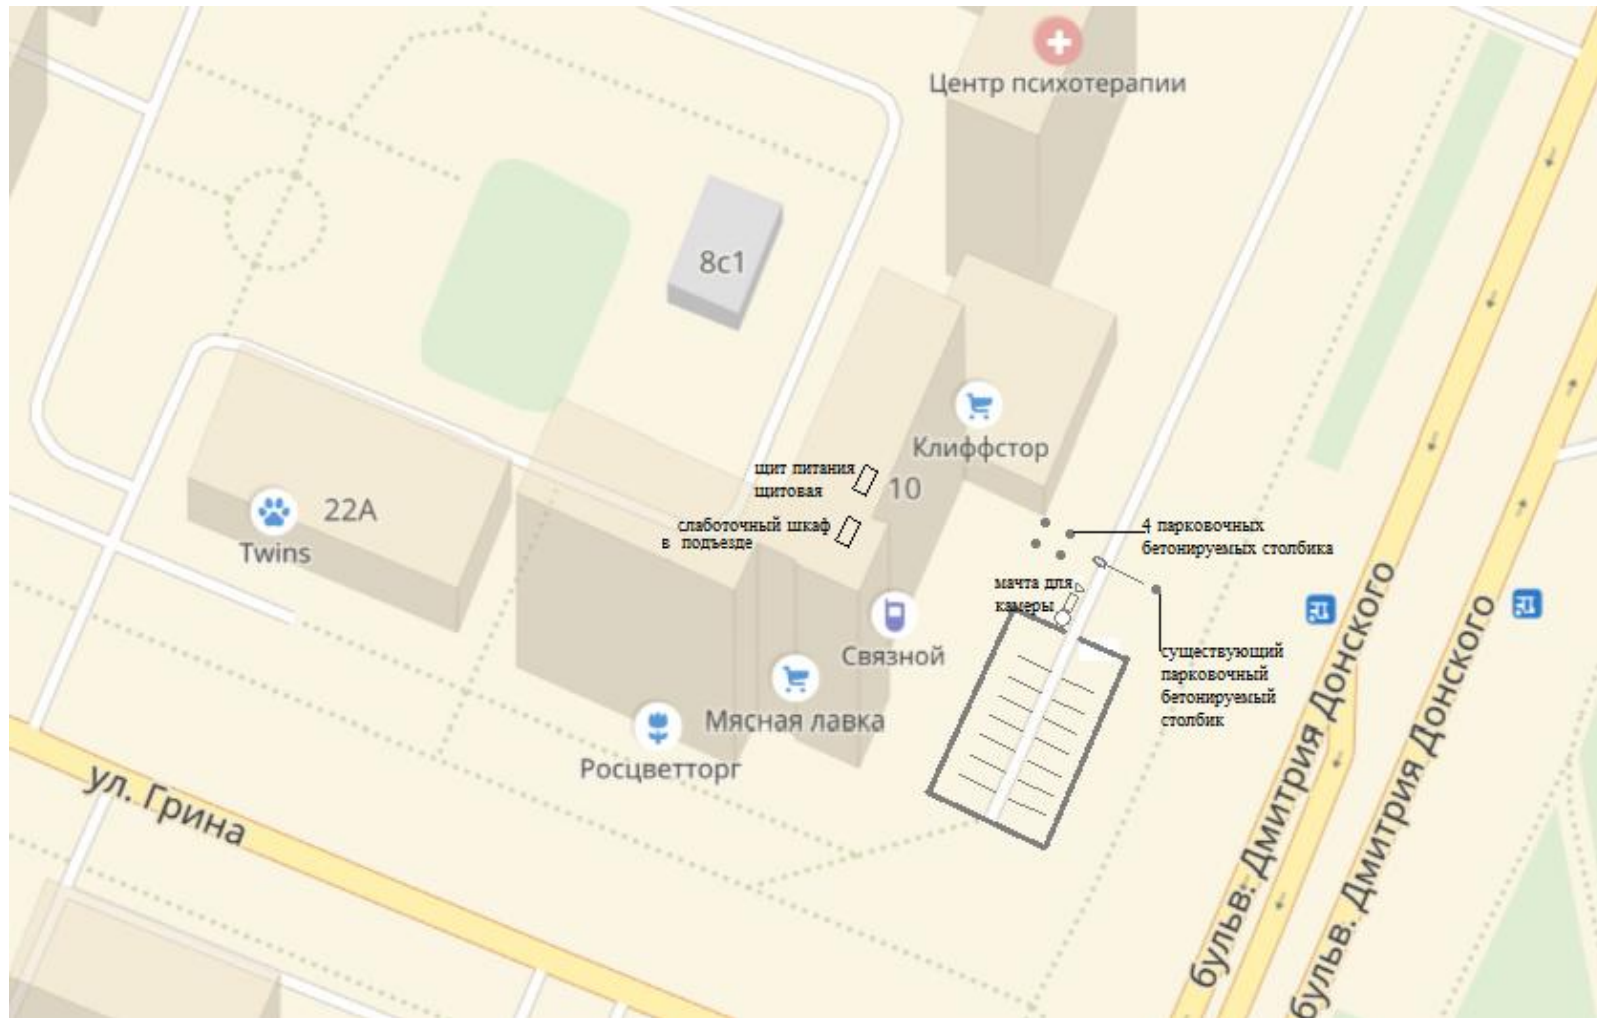 Центр психотерапии
8с1
Клиффстор
щит питания
щитовая
10
22А
Twins
слаботочный шкаф
в подъезде
4 парковочных
бетонируемых столбика
мачта для
камеры
Связной
существующий
парковочный
бетонируемый
столбик
Мясная лавка
Росцветторг
ул. Грина
бульв. Дмитрия Донского
бульв. Дмитрия Донского